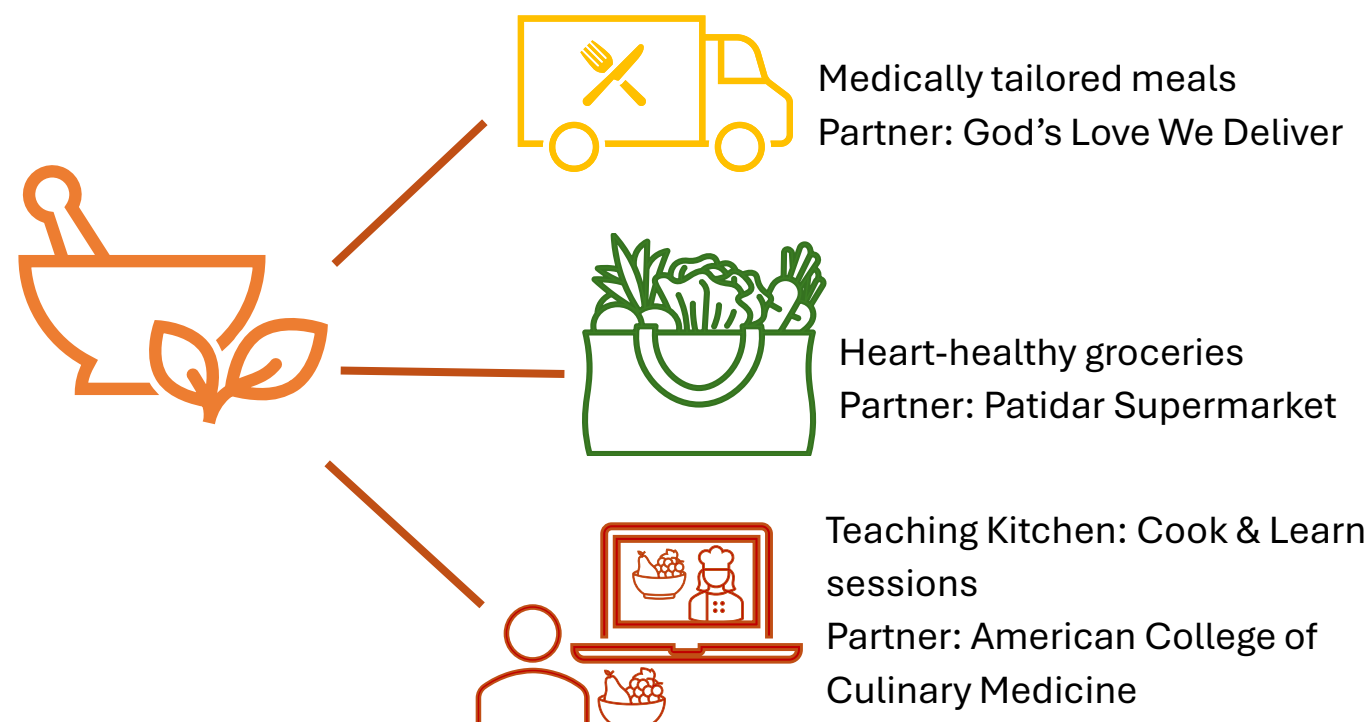 Medically tailored meals
Partner: God’s Love We Deliver
Heart-healthy groceries
Partner: Patidar Supermarket
Teaching Kitchen: Cook & Learn
sessions
Partner: American College of
Culinary Medicine